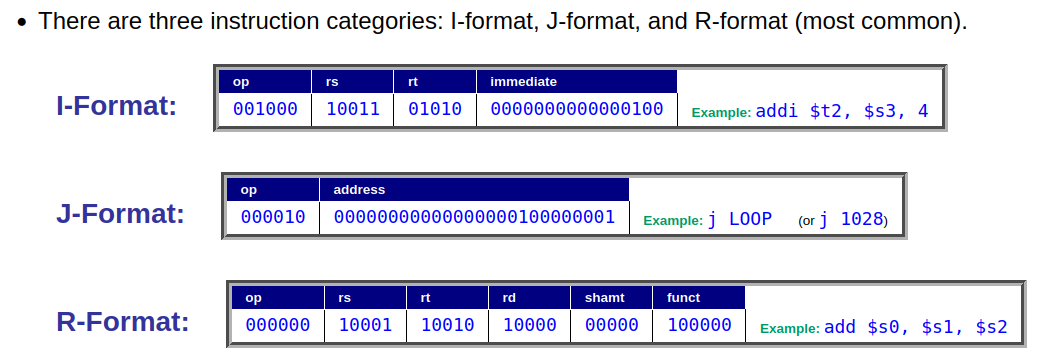 • There are three instruction categories: I-format, J-format, and R-format (most common).
I-Format:
op rs rt immediate
001000 10011 01010 0000000000000100 Example: addi $t2, $s3, 4
J-Format:
op address
000010 00000000000000000100000001 Example: j LOOP (or j 1028)
R-Format:
op rs rt rd shamt funct
000000 10001 10010 10000 00000 100000 Example: add $s0, $s1, $s2